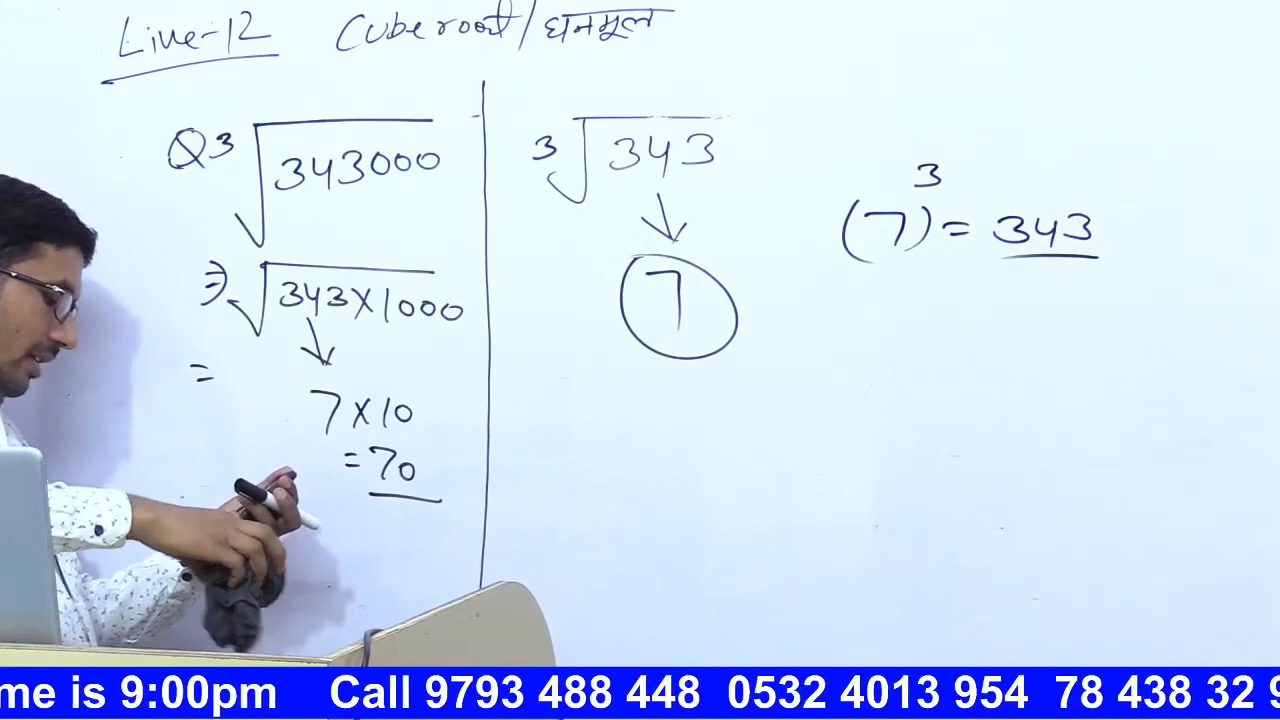 Live-12 Cube root/घनमूल
Q ³√343000
⇒ √343×1000
=
7×10
=70
³√343
7
(7)³=343
me is 9:00pm Call 9793 488 448 0532 4013 954 78 438 32 9